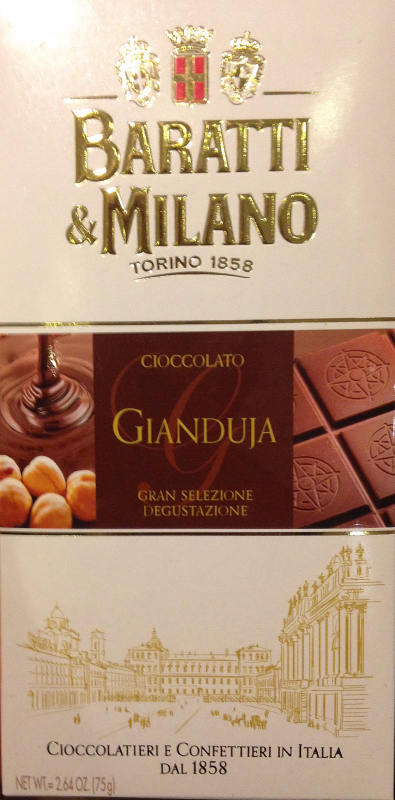 BARATTI
& MILANO
TORINO 1858
CIOCCOLATO
GIANDUJA
GRAN SELEZIONE
DEGUSTAZIONE
CIOCCOLATIERI E CONFETTIERI IN ITALIA
DAL 1858
NET WT.= 2.64 OZ. (75g)